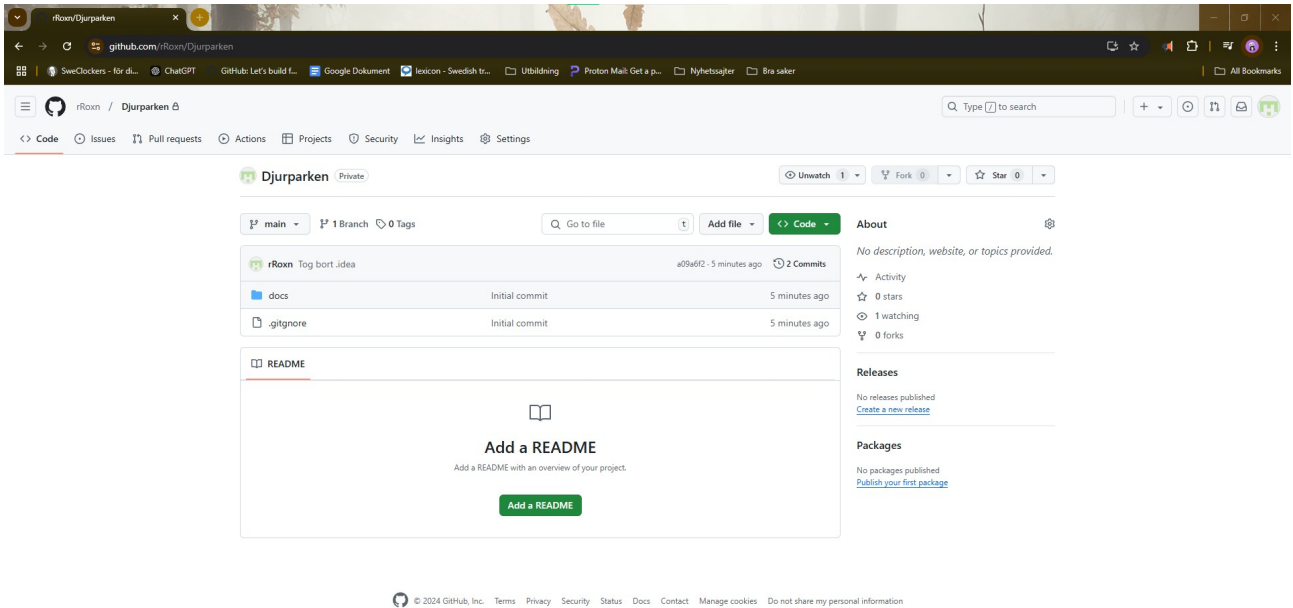 rRoxn/Djurparken
github.com/rRoxn/Djurparken
SweClockers - för di... ChatGPT GitHub: Let's build f... Google Dokument lexicon - Swedish tr... Utbildning Proton Mail: Get a p... Nyhetssajter Bra saker All Bookmarks
rRoxn / Djurparken Type / to search
Code Issues Pull requests Actions Projects Security Insights Settings
Djurparken Private Unwatch 1 Fork 0 Star 0
main 1 Branch 0 Tags Go to file t Add file Code About
No description, website, or topics provided.
rRoxn Tog bort .idea a09a6f2 · 5 minutes ago 2 Commits
Activity
docs Initial commit 5 minutes ago 0 stars
1 watching
.gitgnore Initial commit 5 minutes ago
0 forks
README
Releases
No releases published
Create a new release
Add a README
Add a README with an overview of your project.
Add a README
Packages
No packages published
Publish your first package
© 2024 GitHub, Inc. Terms Privacy Security Status Docs Contact Manage cookies Do not share my personal information